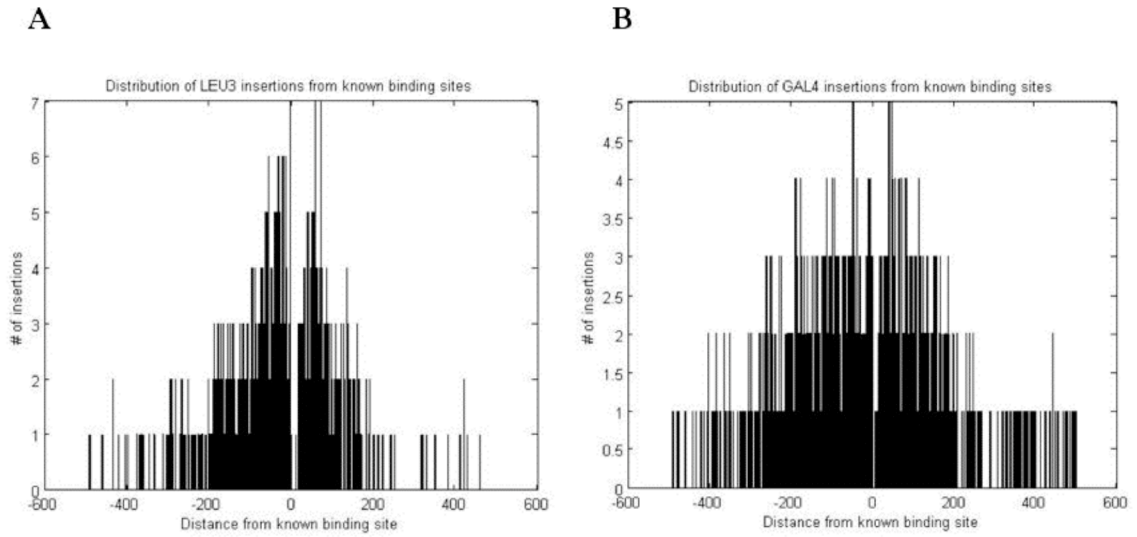 A
B
Distribution of LEU3 insertions from known binding sites
7
6
5
4
3
2
1
0
# of insertions
-600 -400 -200 0 200 400 600
Distance from known binding site
Distribution of GAL4 insertions from known binding sites
5
4.5
4
3.5
3
2.5
2
1.5
1
0.5
0
# of insertions
-600 -400 -200 0 200 400 600
Distance from known binding site